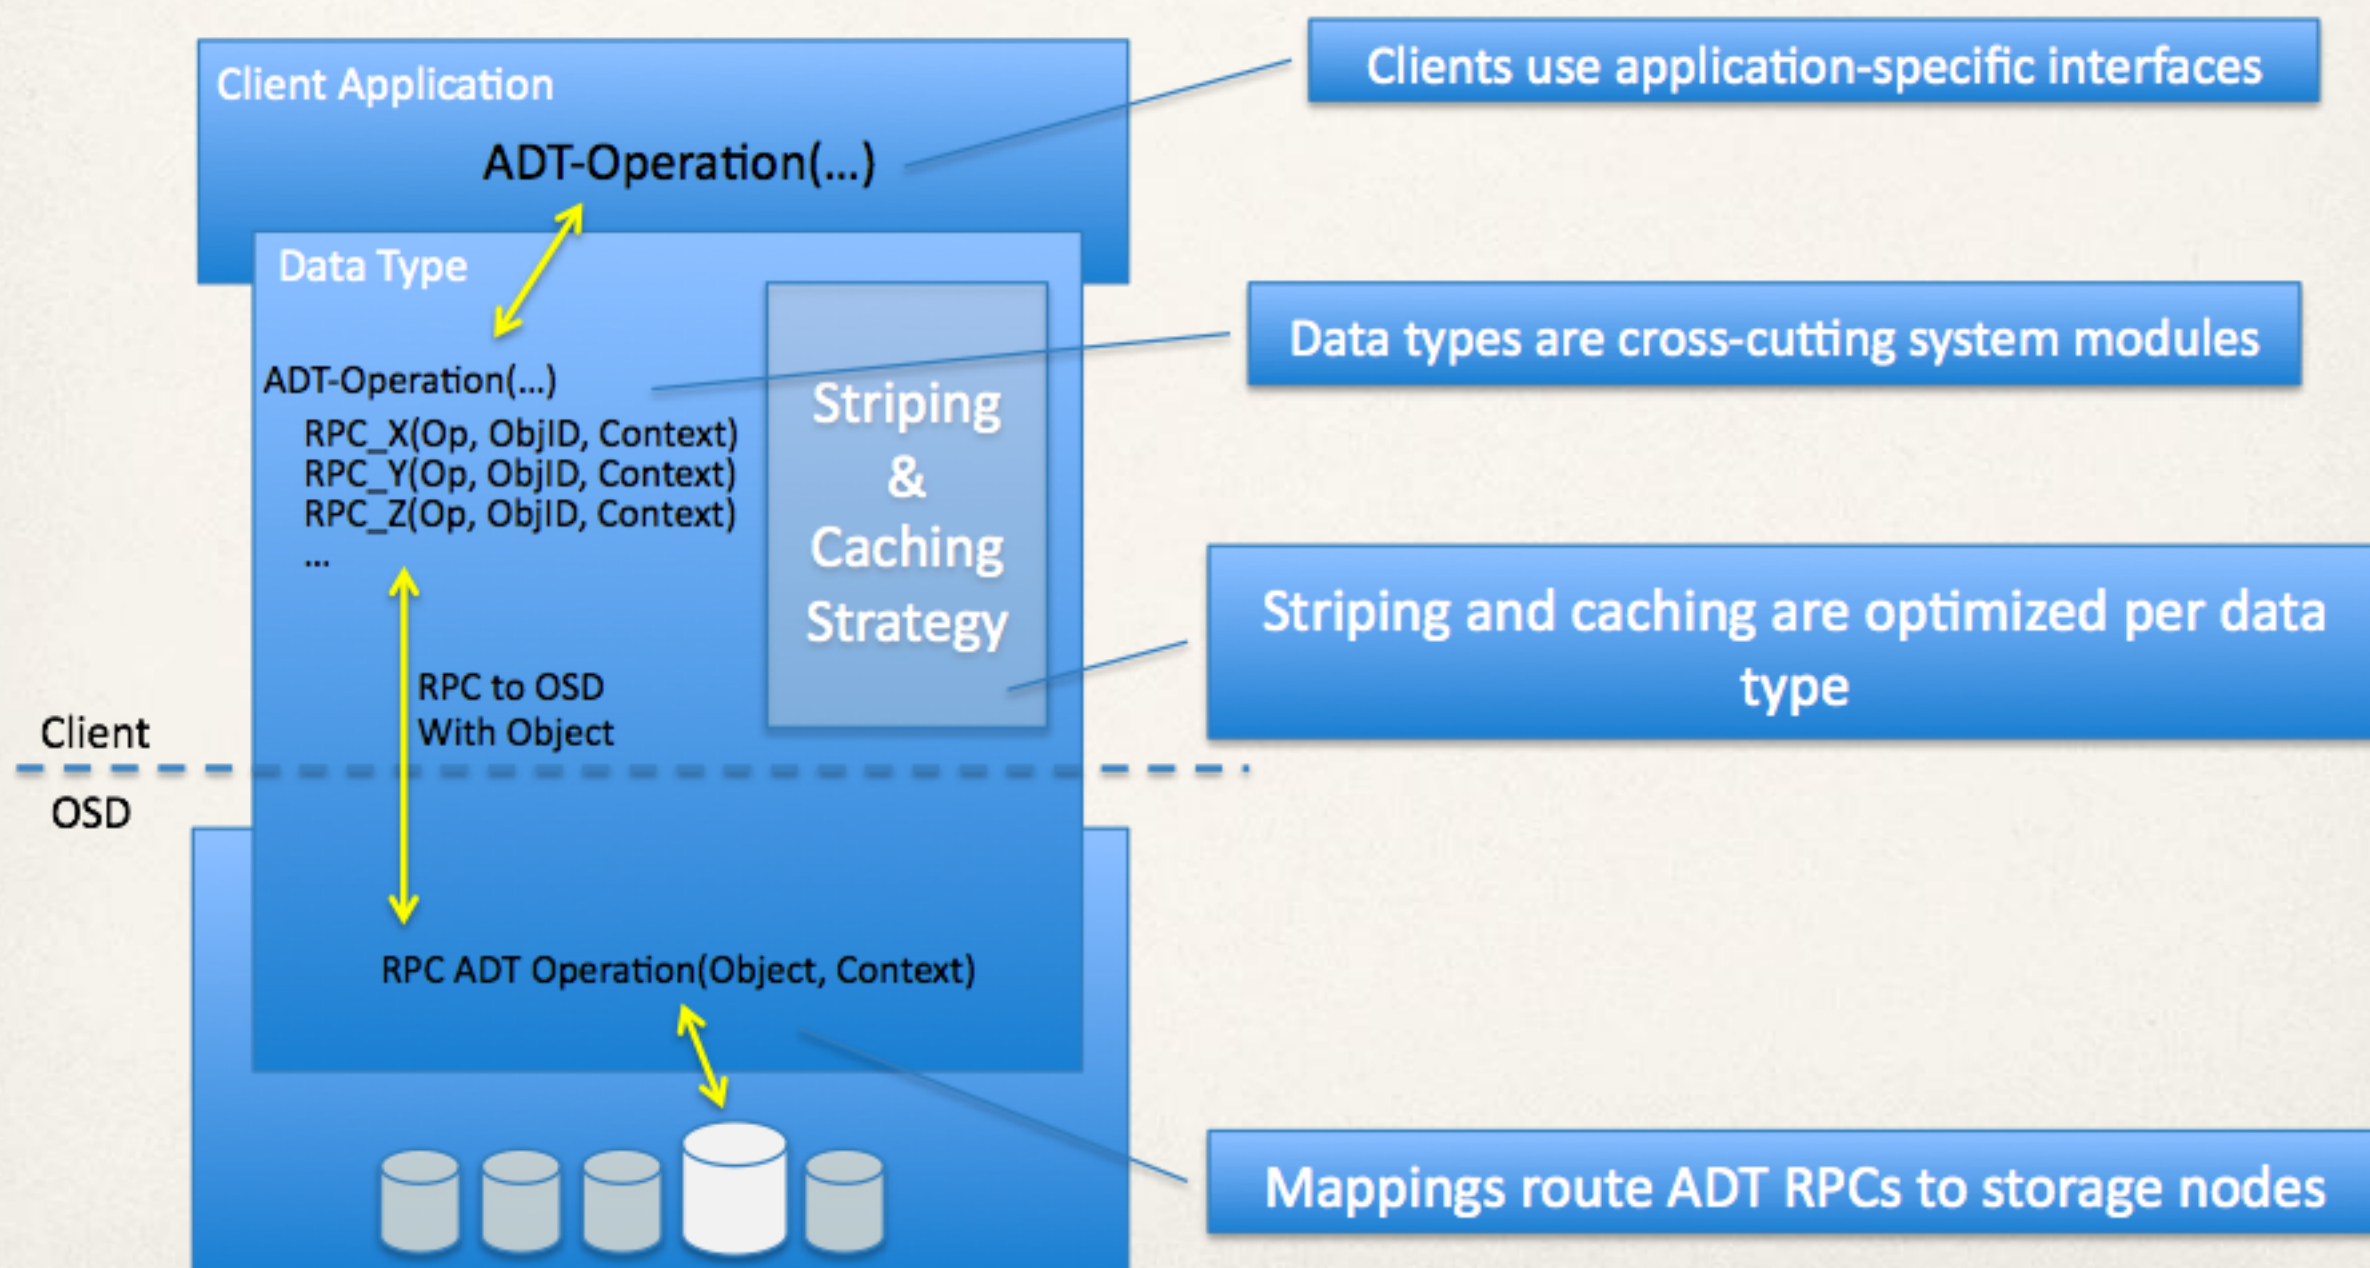 Client Application
ADT-Operation(...)
Clients use application-specific interfaces
Data Type
ADT-Operation(...)
RPC_X(Op, ObjID, Context)
RPC_Y(Op, ObjID, Context)
RPC_Z(Op, ObjID, Context)
...
Striping
&
Caching
Strategy
Data types are cross-cutting system modules
Striping and caching are optimized per data
type
RPC to OSD
With Object
Client
OSD
RPC ADT Operation(Object, Context)
Mappings route ADT RPCs to storage nodes